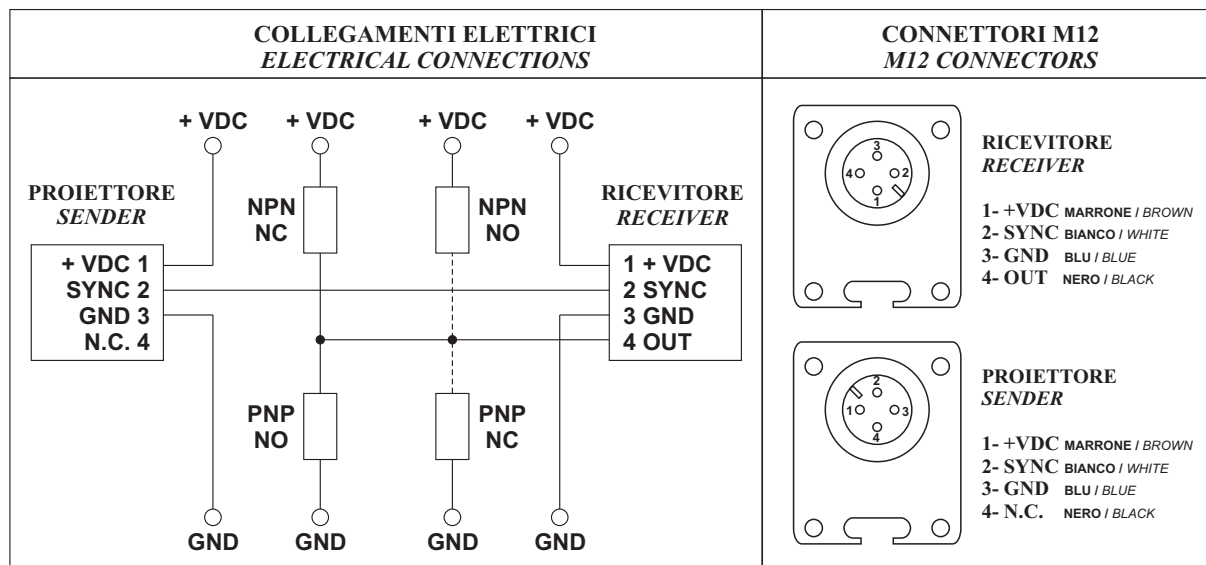 COLLEGAMENTI ELETTRICI
ELECTRICAL CONNECTIONS
+ VDC + VDC + VDC + VDC
PROIETTORE
SENDER
NPN
NC
NPN
NO
RICEVITORE
RECEIVER
+ VDC 1
SYNC 2
GND 3
N.C. 4
1 + VDC
2 SYNC
3 GND
4 OUT
PNP
NO
PNP
NC
GND GND GND GND
CONNETTORI M12
M12 CONNECTORS
3
4 2
1
RICEVITORE
RECEIVER
1- +VDC MARRONE / BROWN
2- SYNC BIANCO / WHITE
3- GND BLU / BLUE
4- OUT NERO / BLACK
2
1 3
4
PROIETTORE
SENDER
1- +VDC MARRONE / BROWN
2- SYNC BIANCO / WHITE
3- GND BLU / BLUE
4- N.C. NERO / BLACK